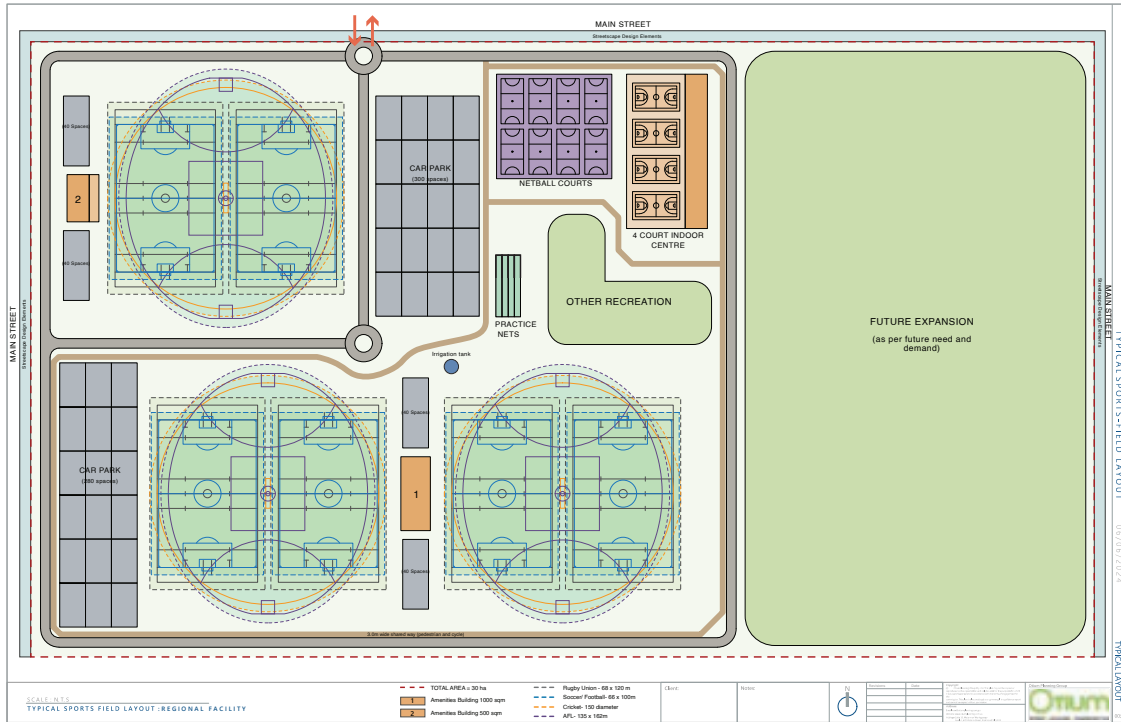 MAIN STREET
Streetscape Design Elements
(40 Spaces)
2
(40 Spaces)
CAR PARK
(300 spaces)
NETBALL COURTS
4 COURT INDOOR
CENTRE
OTHER RECREATION
PRACTICE
NETS
Irrigation tank
FUTURE EXPANSION
(as per future need and
demand)
MAIN STREET
Streetscape Design Elements
MAIN STREET
Streetscape Design Elements
CAR PARK
(280 spaces)
(40 Spaces)
1
(40 Spaces)
3.0m wide shared way (pedestrian and cycle)
TYPICAL SPORTS-FIELD LAYOUT
06/06/2024
TYPICAL LAYOUT
SCALE: NTS
TYPICAL SPORTS FIELD LAYOUT :REGIONAL FACILITY
TOTAL AREA = 30 ha
1 Amenities Building 1000 sqm
2 Amenities Building 500 sqm
Rugby Union - 68 x 120 m
Soccer/ Football- 66 x 100m
Cricket- 150 diameter
AFL- 135 x 162m
Client:
Notes:
N
OTIUM